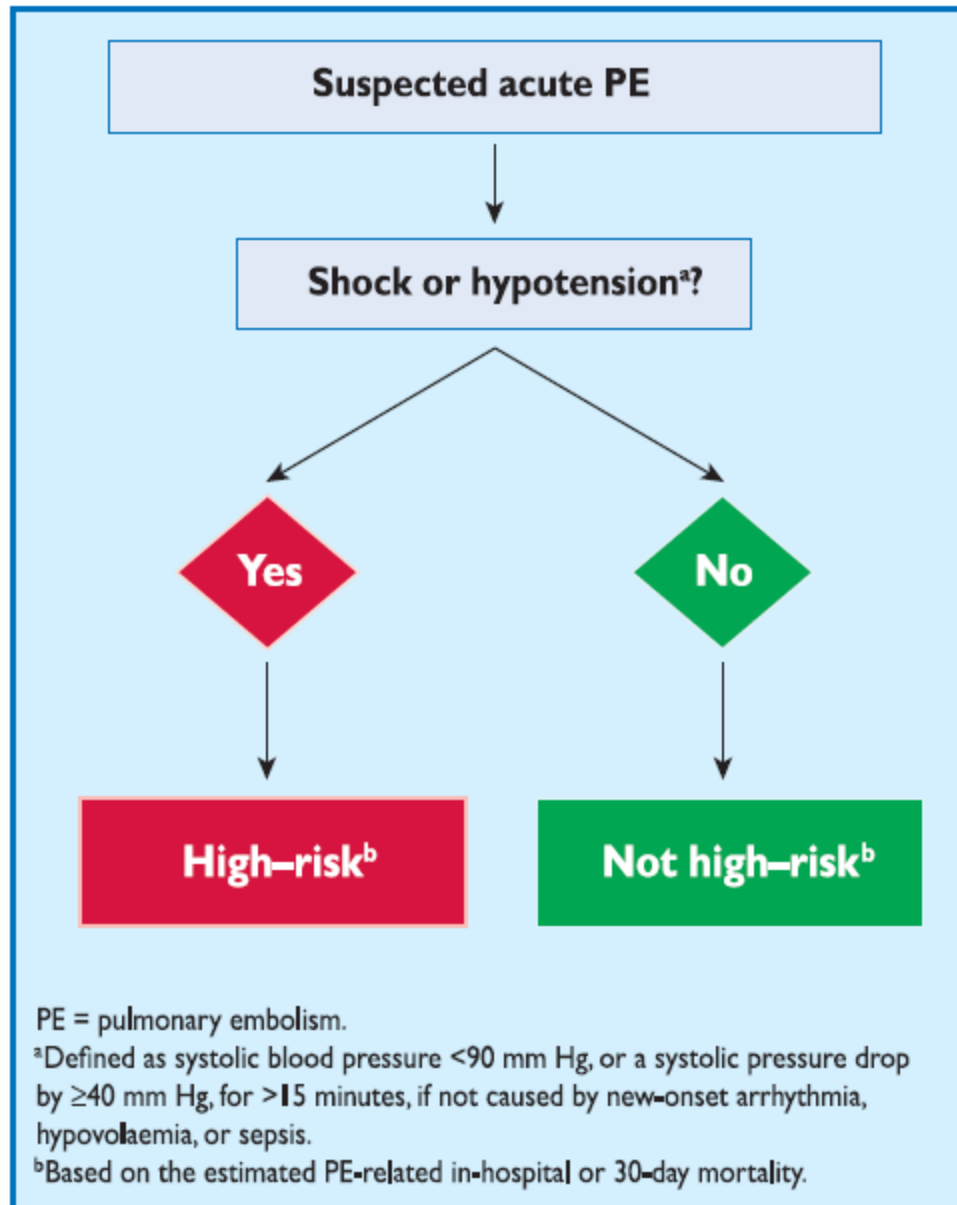 Suspected acute PE
Shock or hypotensionᵃ?
Yes
No
High–riskᵇ
Not high–riskᵇ
PE = pulmonary embolism.
ᵃDefined as systolic blood pressure <90 mm Hg, or a systolic pressure drop
by ≥40 mm Hg, for >15 minutes, if not caused by new-onset arrhythmia,
hypovolaemia, or sepsis.
ᵇBased on the estimated PE-related in-hospital or 30-day mortality.